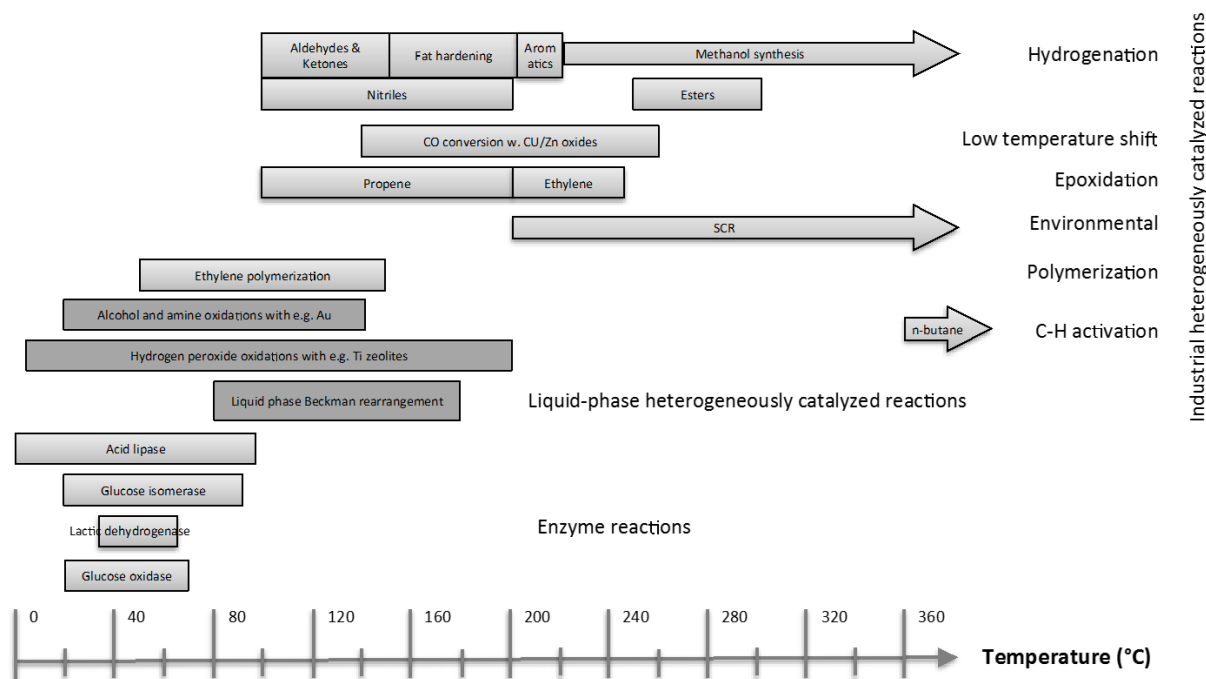 Aldehydes &
Ketones
Fat hardening
Arom
atics
Methanol synthesis
Hydrogenation
Nitriles
Esters
CO conversion w. CU/Zn oxides
Low temperature shift
Propene
Ethylene
Epoxidation
SCR
Environmental
Ethylene polymerization
Polymerization
Alcohol and amine oxidations with e.g. Au
n-butane
C-H activation
Hydrogen peroxide oxidations with e.g. Ti zeolites
Liquid phase Beckman rearrangement
Liquid-phase heterogeneously catalyzed reactions
Acid lipase
Glucose isomerase
Lactic dehydrogenase
Enzyme reactions
Glucose oxidase
0 40 80 120 160 200 240 280 320 360
Temperature (°C)
Industrial heterogeneously catalyzed reactions